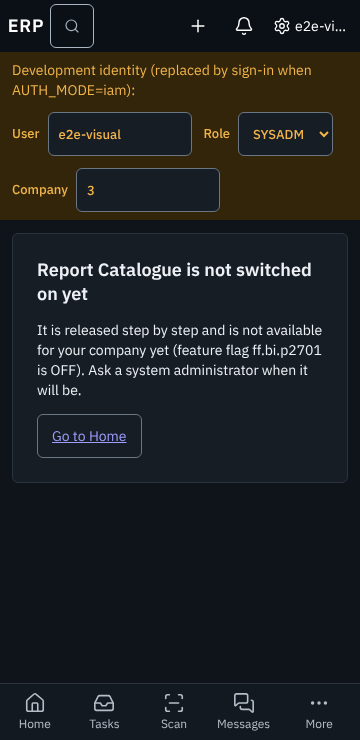 ERP
e2e-vi...
Development identity (replaced by sign-in when
AUTH_MODE=iam):
User e2e-visual Role SYSADM
Company 3
Report Catalogue is not switched
on yet
It is released step by step and is not available
for your company yet (feature flag ff.bi.p2701
is OFF). Ask a system administrator when it
will be.
Go to Home
Home Tasks Scan Messages More